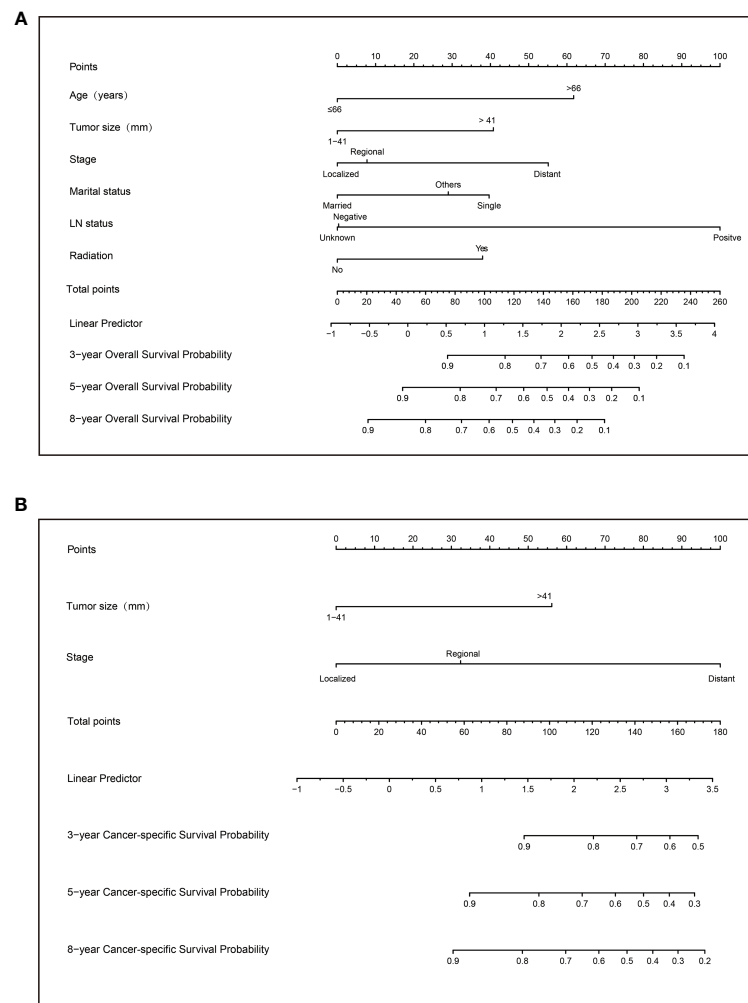 A
Points 0 10 20 30 40 50 60 70 80 90 100
>66
Age（years）
≤66
> 41
Tumor size（mm）
1−41
Regional
Stage
Localized Distant
Others
Marital status
Married Single
Negative
LN status
Unknown Positve
Yes
Radiation
No
Total points
0 20 40 60 80 100 120 140 160 180 200 220 240 260
Linear Predictor
−1 −0.5 0 0.5 1 1.5 2 2.5 3 3.5 4
3−year Overall Survival Probability
0.9 0.8 0.7 0.6 0.5 0.4 0.3 0.2 0.1
5−year Overall Survival Probability
0.9 0.8 0.7 0.6 0.5 0.4 0.3 0.2 0.1
8−year Overall Survival Probability
0.9 0.8 0.7 0.6 0.5 0.4 0.3 0.2 0.1
B
Points 0 10 20 30 40 50 60 70 80 90 100
>41
Tumor size（mm）
1−41
Regional
Stage
Localized Distant
Total points
0 20 40 60 80 100 120 140 160 180
Linear Predictor
−1 −0.5 0 0.5 1 1.5 2 2.5 3 3.5
3−year Cancer-specific Survival Probability
0.9 0.8 0.7 0.6 0.5
5−year Cancer-specific Survival Probability
0.9 0.8 0.7 0.6 0.5 0.4 0.3
8−year Cancer-specific Survival Probability
0.9 0.8 0.7 0.6 0.5 0.4 0.3 0.2